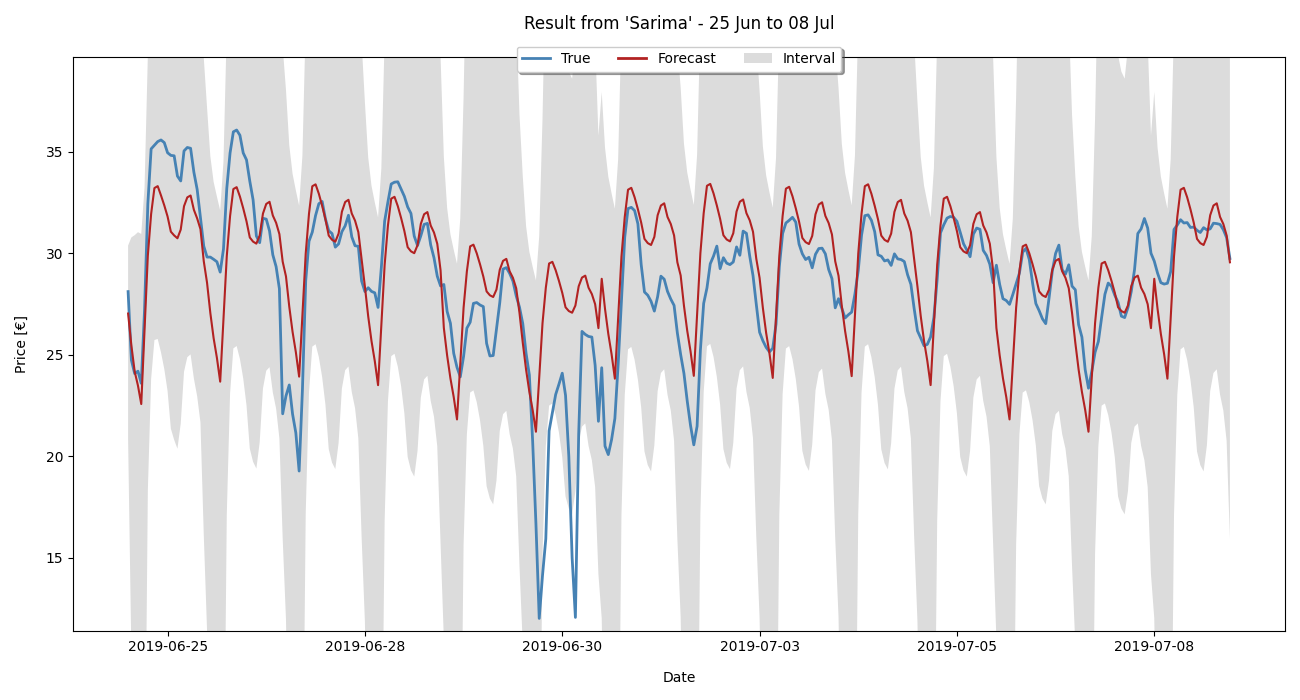 Result from 'Sarima' - 25 Jun to 08 Jul
True Forecast Interval
35
30
25
20
15
Price [€]
2019-06-25 2019-06-28 2019-06-30 2019-07-03 2019-07-05 2019-07-08
Date